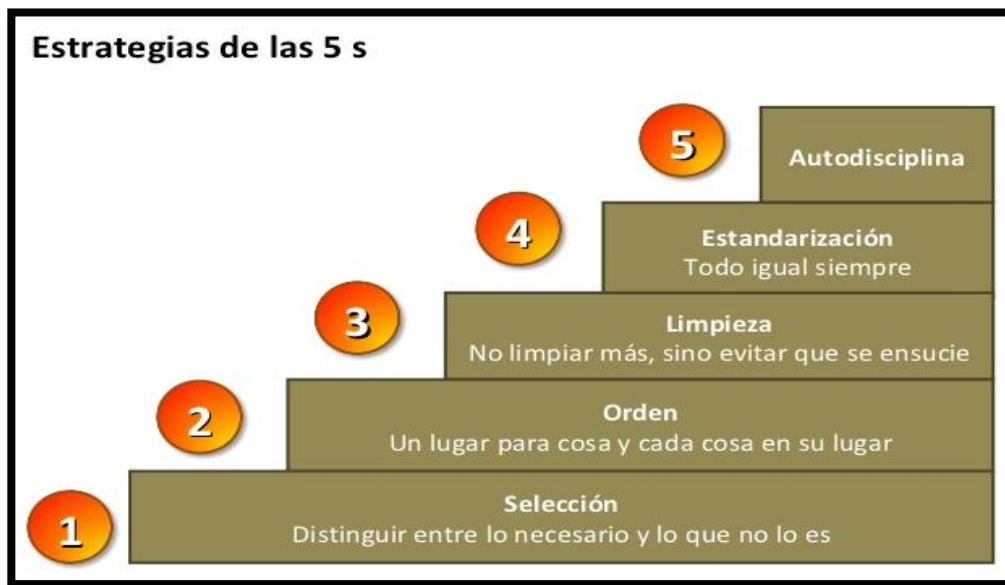 Estrategias de las 5 s
5
Autodisciplina
4
Estandarización
Todo igual siempre
3
Limpieza
No limpiar más, sino evitar que se ensucie
2
Orden
Un lugar para cosa y cada cosa en su lugar
1
Selección
Distinguir entre lo necesario y lo que no lo es